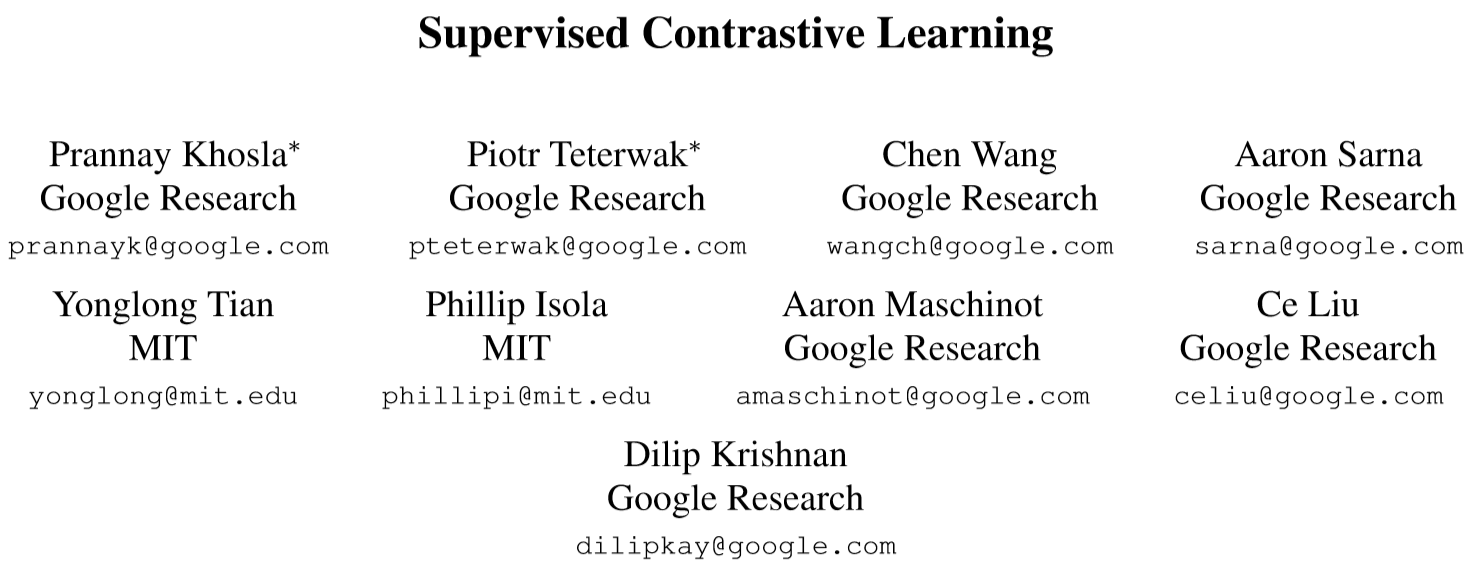 Supervised Contrastive Learning
Prannay Khosla* Piotr Teterwak* Chen Wang Aaron Sarna
Google Research Google Research Google Research Google Research
prannayk@google.com pteterwak@google.com wangch@google.com sarna@google.com
Yonglong Tian Phillip Isola Aaron Maschinot Ce Liu
MIT MIT Google Research Google Research
yonglong@mit.edu phillipi@mit.edu amaschinot@google.com celiu@google.com
Dilip Krishnan
Google Research
dilipkay@google.com